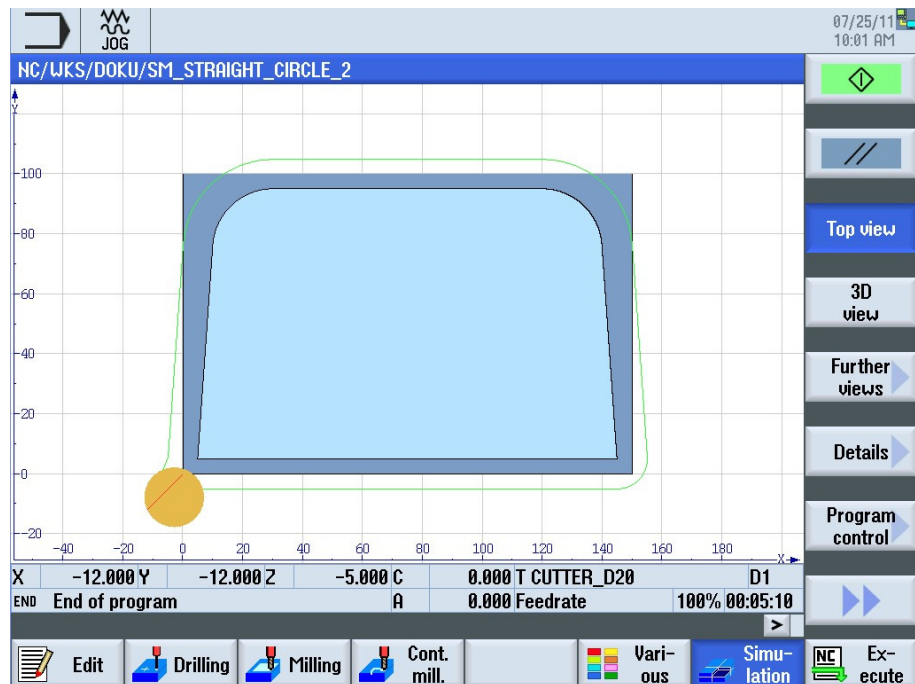 JOG
07/25/11
10:01 AM
NC/WKS/DOKU/SM_STRAIGHT_CIRCLE_2
Y
100
80
60
40
20
0
-20
-40 -20 0 20 40 60 80 100 120 140 160 180 X
X -12.000 Y -12.000 Z -5.000 C 0.000 T CUTTER_D20 D1
END End of program A 0.000 Feedrate 100% 00:05:10
>
Top view
3D
view
Further
views
Details
Program
control
Edit
Drilling
Milling
Cont.
mill.
Vari-
ous
Simu-
lation
NC
Ex-
ecute